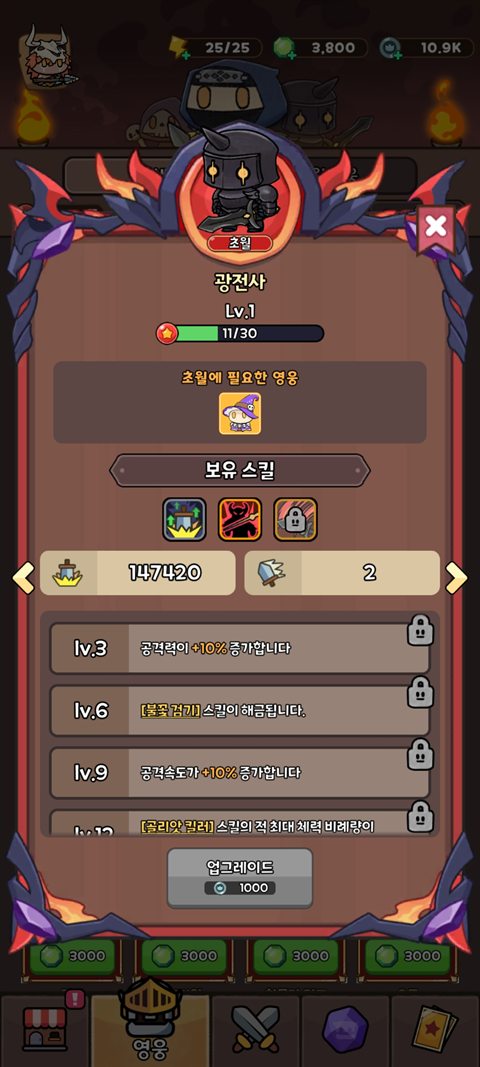 25/25
3,800
10.9K
초월
광전사
Lv.1
11/30
초월에 필요한 영웅
보유 스킬
147420
2
lv.3
공격력이 +10% 증가합니다
lv.6
[불꽃 검기] 스킬이 해금됩니다.
lv.9
공격속도가 +10% 증가합니다
lv.12
[골리앗 킬러] 스킬의 적 최대 체력 비례량이
업그레이드
1000
3000
3000
3000
3000
영웅